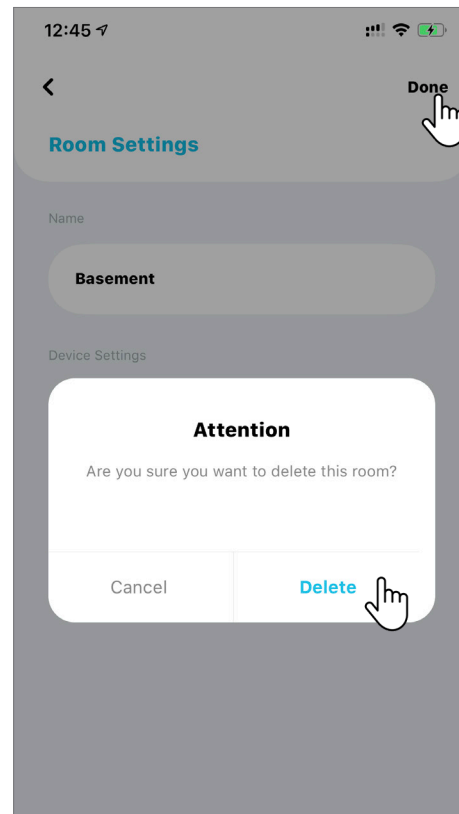 12:45
Done
Room Settings
Name
Basement
Device Settings
Attention
Are you sure you want to delete this room?
Cancel
Delete